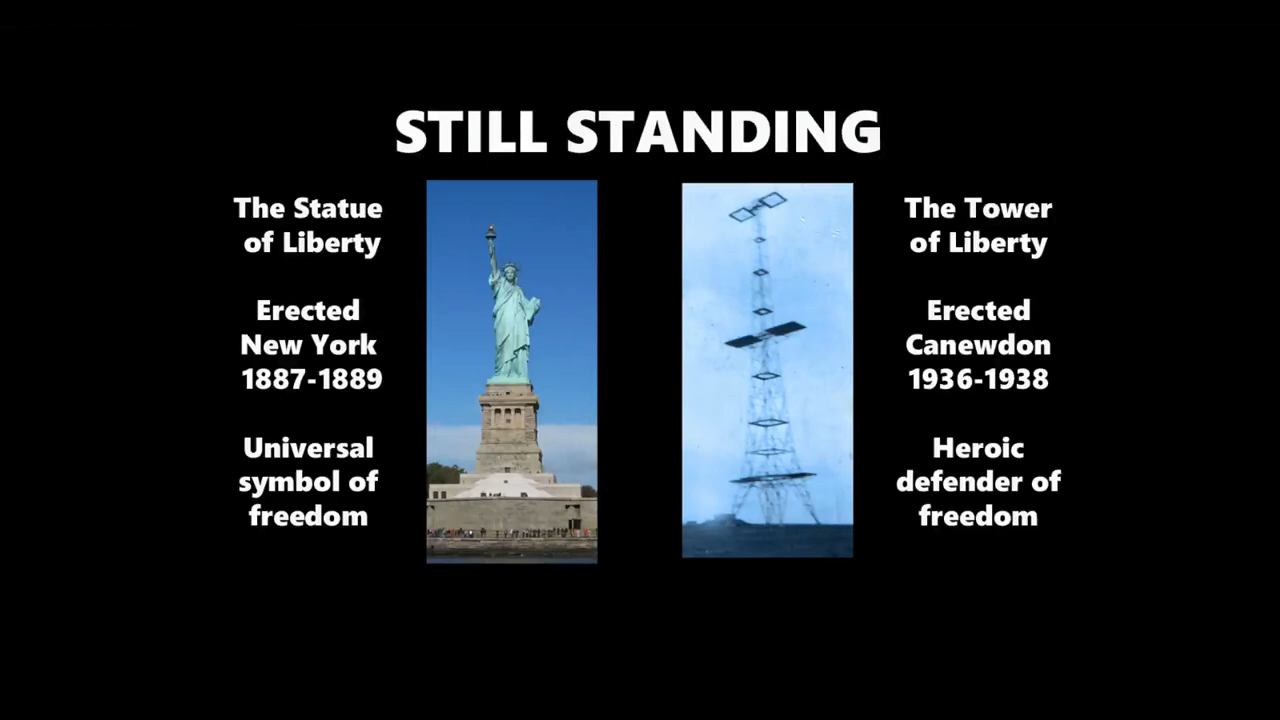 STILL STANDING
The Statue
of Liberty
Erected
New York
1887-1889
Universal
symbol of
freedom
The Tower
of Liberty
Erected
Canewdon
1936-1938
Heroic
defender of
freedom